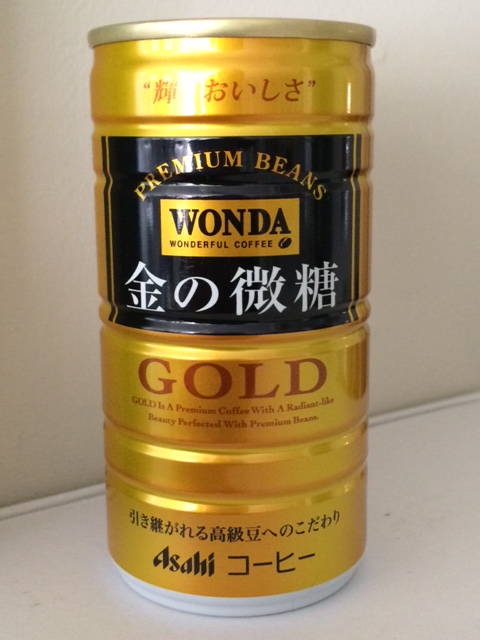 “輝くおいしさ”
PREMIUM BEANS
WONDA
WONDERFUL COFFEE
金の微糖
GOLD
GOLD Is A Premium Coffee With A Radiant-like
Beauty Perfected With Premium Beans.
引き継がれる高級豆へのこだわり
Asahi コーヒー